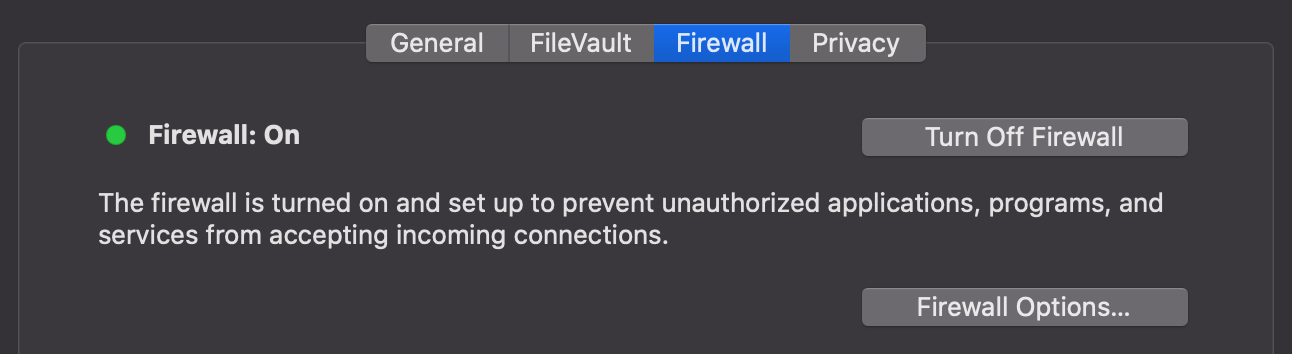 General FileVault Firewall Privacy
Firewall: On Turn Off Firewall
The firewall is turned on and set up to prevent unauthorized applications, programs, and
services from accepting incoming connections.
Firewall Options...